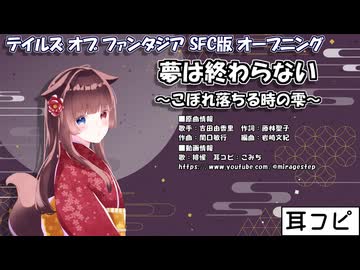 テイルス オブ ファンタジア SFC版 オープニング
夢は終わらない
～こぼれ落ちる時の雫～
■原曲情報
歌手：吉田由香里 作詞：藤林聖子
作曲：関口敏行 編曲：岩崎文紀
■動画情報
耳コピ：こみち
https://www.youtube.com/@miragestep
耳コピ